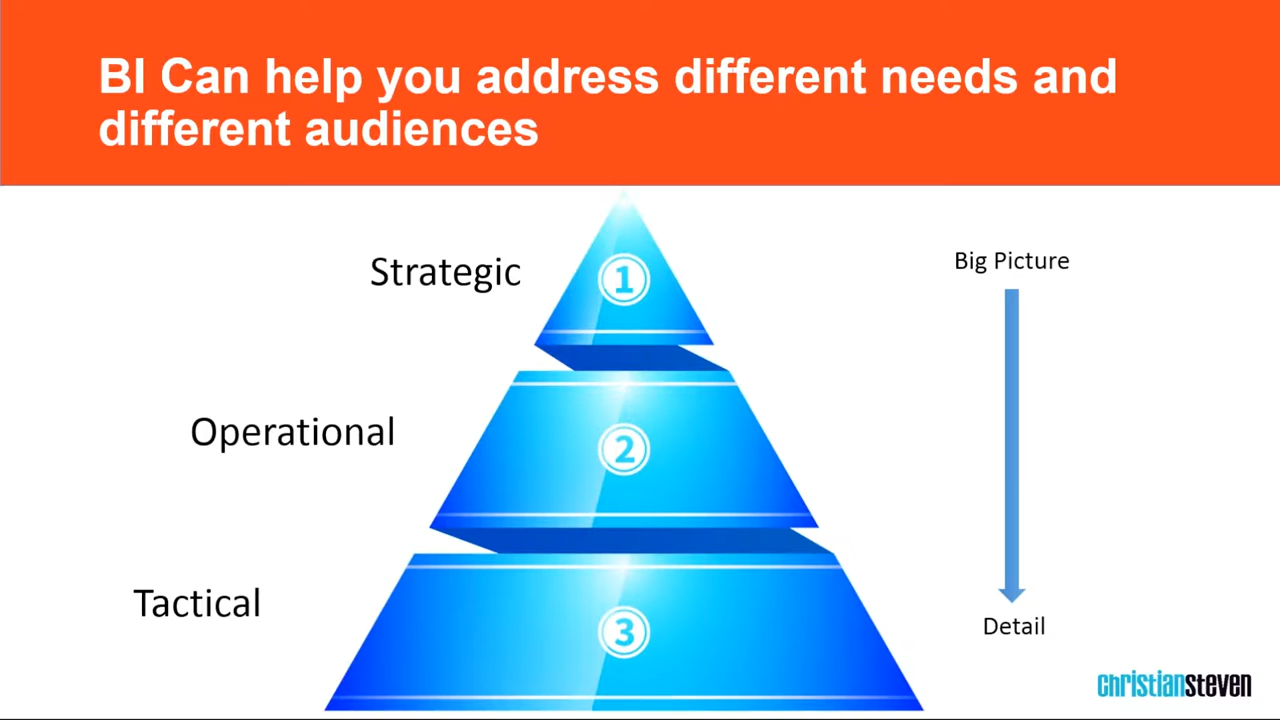 BI Can help you address different needs and
different audiences
Strategic
1
Big Picture
Operational
2
Tactical
3
Detail
christiansteven